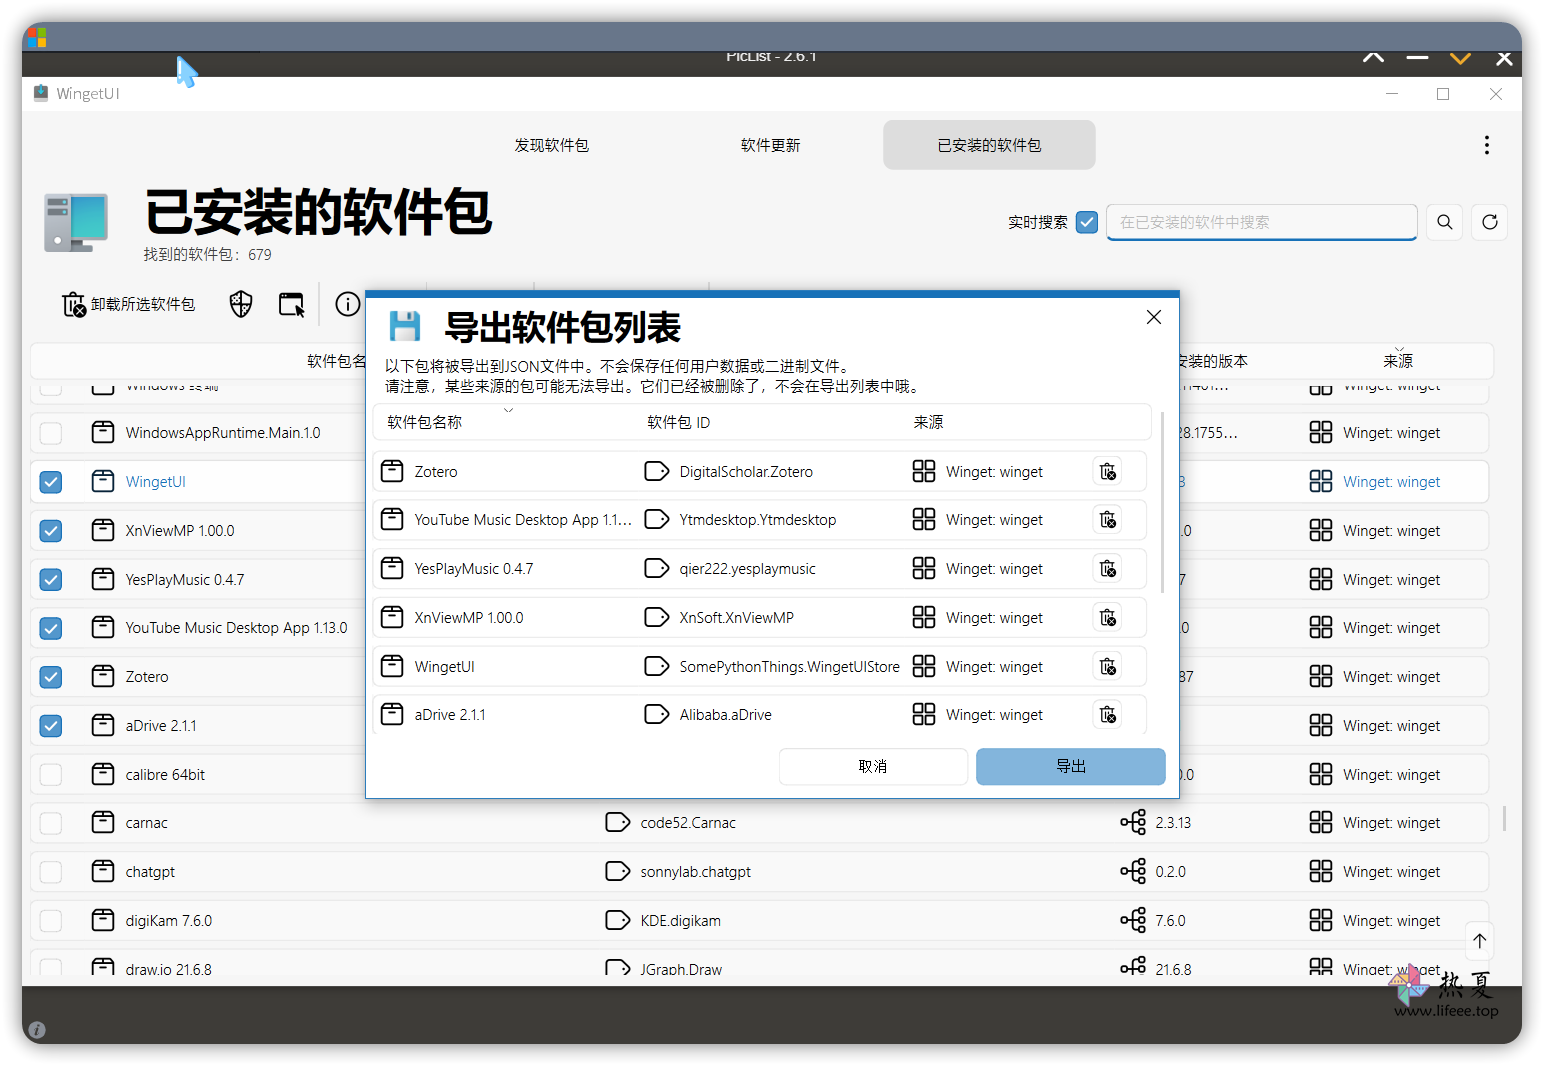 PicList - 2.6.1
WingetUI
发现软件包
软件更新
已安装的软件包
已安装的软件包
找到的软件包：679
实时搜索
在已安装的软件中搜索
卸载所选软件包
软件包名
安装的版本
来源
Windows 终端
Winget: winget
WindowsAppRuntime.Main.1.0
28.1755...
Winget: winget
WingetUI
Winget: winget
XnViewMP 1.00.0
.0
Winget: winget
YesPlayMusic 0.4.7
7
Winget: winget
YouTube Music Desktop App 1.13.0
.0
Winget: winget
Zotero
87
Winget: winget
aDrive 2.1.1
Winget: winget
calibre 64bit
0.0
Winget: winget
carnac
code52.Carnac
2.3.13
Winget: winget
chatgpt
sonnylab.chatgpt
0.2.0
Winget: winget
digiKam 7.6.0
KDE.digikam
7.6.0
Winget: winget
draw.io 21.6.8
JGraph.Draw
21.6.8
Winget: winget
导出软件包列表
以下包将被导出到JSON文件中。不会保存任何用户数据或二进制文件。
请注意，某些来源的包可能无法导出。它们已经被删除了，不会在导出列表中哦。
软件包名称
软件包 ID
来源
Zotero
DigitalScholar.Zotero
Winget: winget
YouTube Music Desktop App 1.1...
Ytmdesktop.Ytmdesktop
Winget: winget
YesPlayMusic 0.4.7
qier222.yesplaymusic
Winget: winget
XnViewMP 1.00.0
XnSoft.XnViewMP
Winget: winget
WingetUI
SomePythonThings.WingetUIStore
Winget: winget
aDrive 2.1.1
Alibaba.aDrive
Winget: winget
取消
导出
热夏
www.lifeee.top